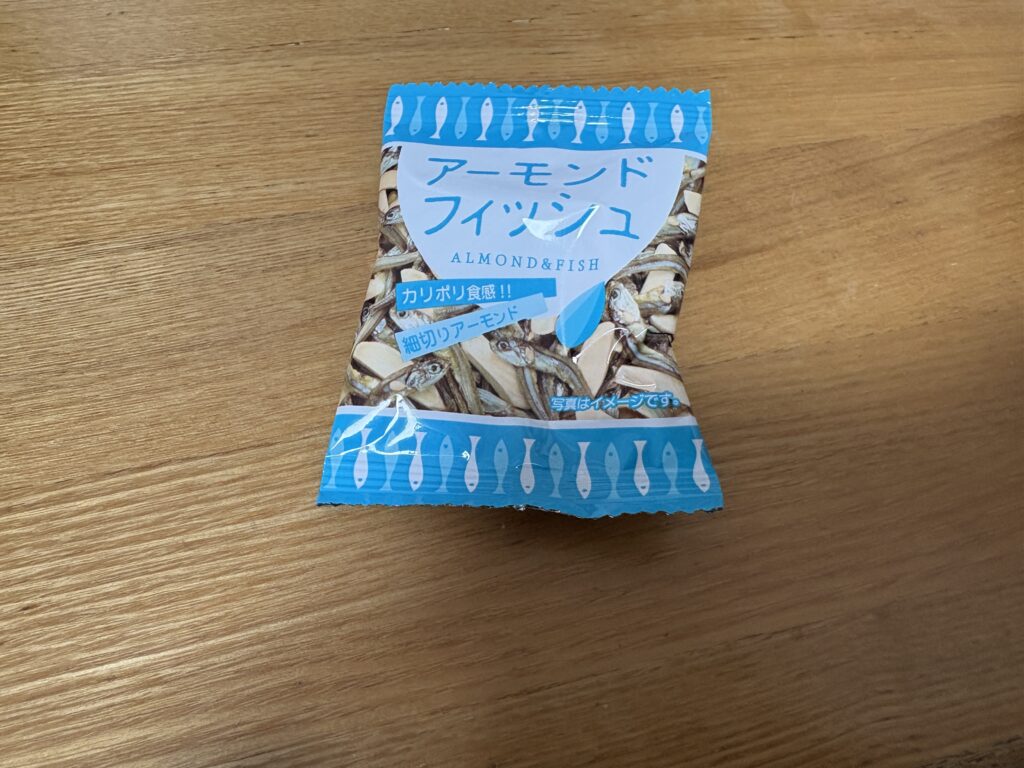 アーモンド
フィッシュ
ALMOND&FISH
カリポリ食感!!
細切りアーモンド
写真はイメージです。